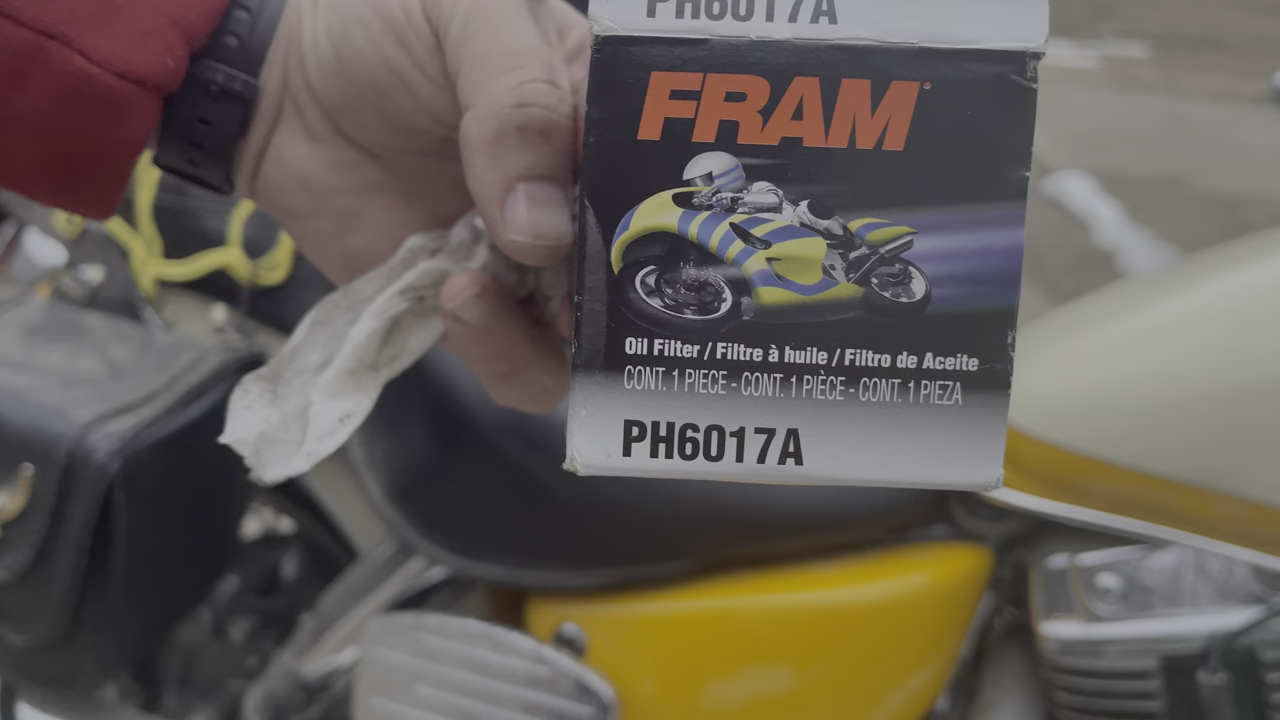 PH6017A
FRAM
Oil Filter / Filtre à huile / Filtro de Aceite
CONT. 1 PIECE - CONT. 1 PIÈCE - CONT. 1 PIEZA
PH6017A